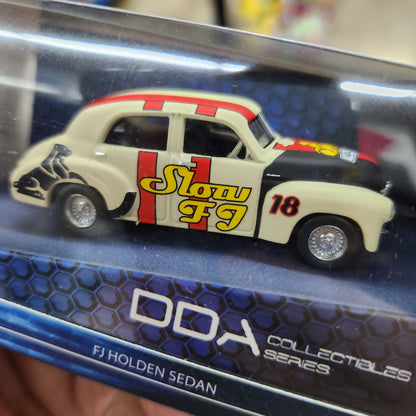 Slow
FJ
18
DDA
COLLECTIBLES
SERIES
FJ HOLDEN SEDAN